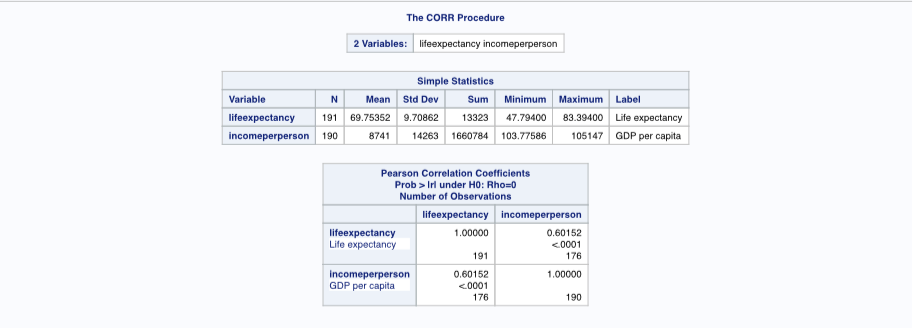 The CORR Procedure
2 Variables: lifeexpectancy incomeperperson
Simple Statistics
Variable N Mean Std Dev Sum Minimum Maximum Label
lifeexpectancy 191 69.75352 9.70862 13323 47.79400 83.39400 Life expectancy
incomeperperson 190 8741 14263 1660784 103.77586 105147 GDP per capita
Pearson Correlation Coefficients
Prob > |r| under H0: Rho=0
Number of Observations
lifeexpectancy incomeperperson
lifeexpectancy 1.00000 0.60152
Life expectancy <.0001
191 176
incomeperperson 0.60152 1.00000
GDP per capita <.0001
176 190